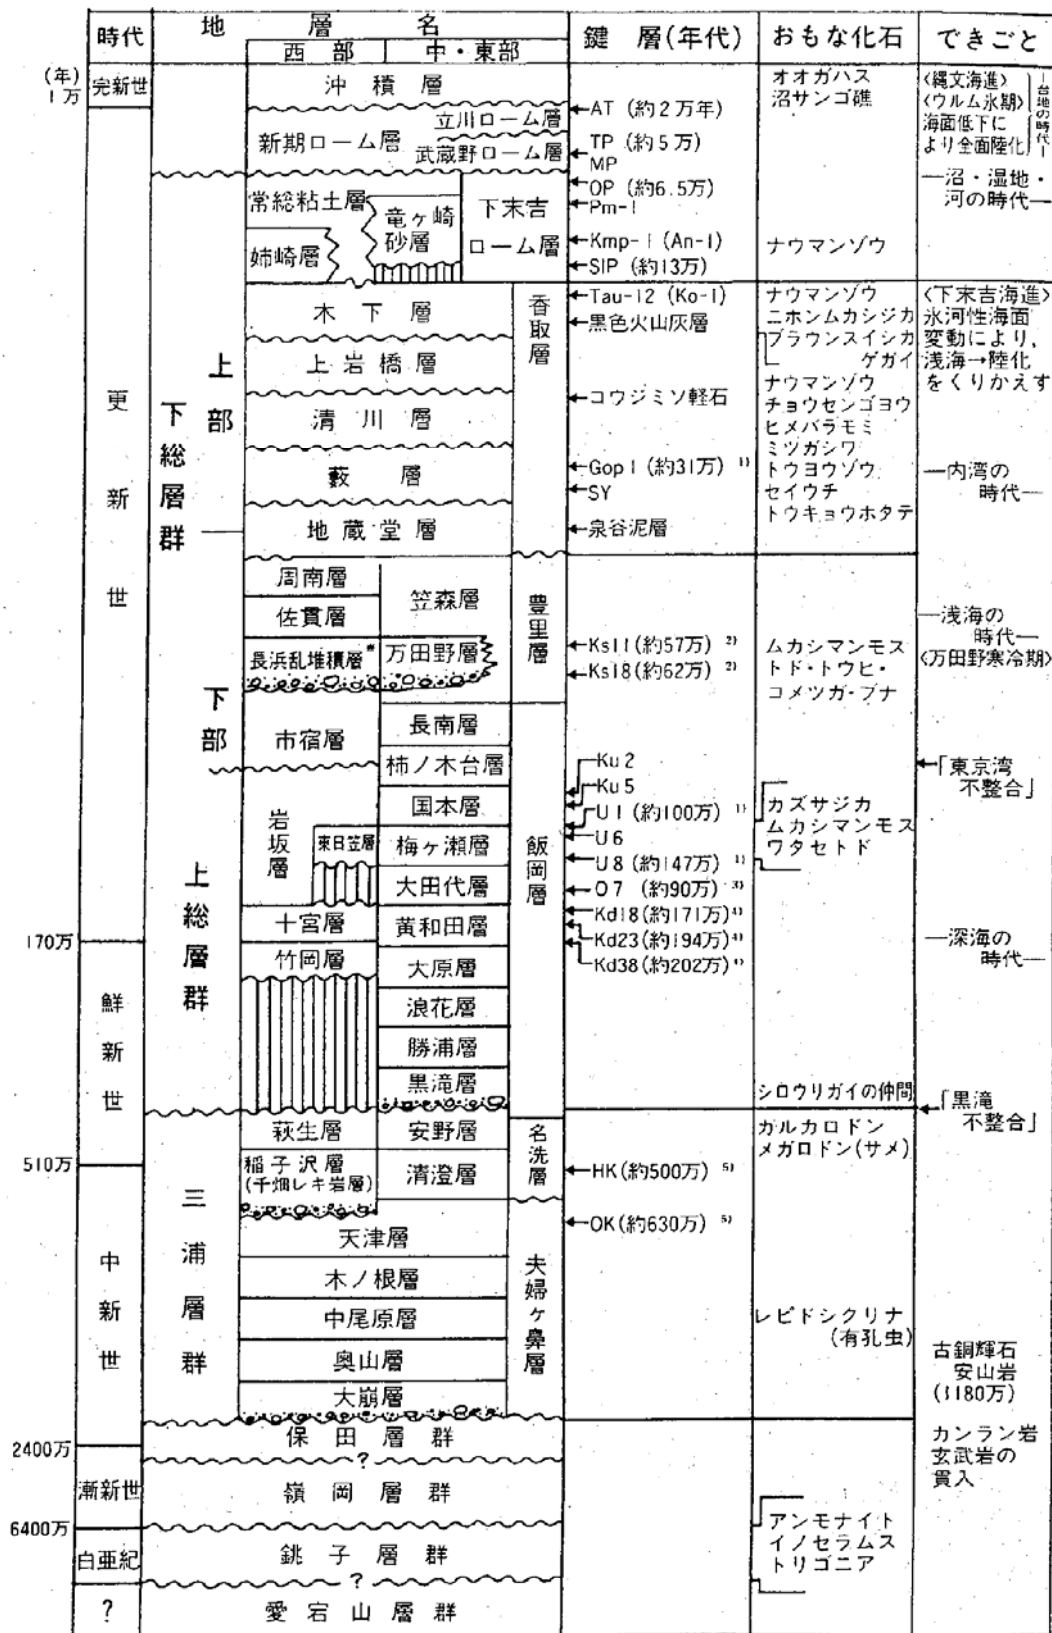 時代
地層名
西部
中・東部
鍵層(年代)
おもな化石
できごと
(年)
1万
完新世
更新世
170万
鮮新世
510万
中新世
2400万
漸新世
6400万
白亜紀
?
下総層群
上部
下部
上総層群
三浦層群
沖積層
新期ローム層
立川ローム層
武蔵野ローム層
常総粘土層
姉崎層
竜ヶ崎
砂層
下末吉
ローム層
木下層
上岩橋層
清川層
藪層
地蔵堂層
香取層
周南層
佐貫層
長浜乱堆積層*
笠森層
万田野層
豊里層
市宿層
長南層
柿ノ木台層
国本層
岩坂層
東日笠層
梅ヶ瀬層
大田代層
十宮層
黄和田層
竹岡層
大原層
浪花層
勝浦層
黒滝層
飯岡層
萩生層
安野層
稲子沢層
(千畑レキ岩層)
清澄層
名洗層
天津層
木ノ根層
中尾原層
奥山層
大崩層
夫婦ヶ鼻層
保田層群
?
嶺岡層群
銚子層群
?
愛宕山層群
AT(約2万年)
TP(約5万)
MP
OP(約6.5万)
Pm-1
Kmp-1(An-1)
SIP(約13万)
Tau-12(Ko-1)
黒色火山灰層
コウジミソ軽石
Gop1(約31万)1)
SY
泉谷泥層
Ks11(約57万)2)
Ks18(約62万)2)
Ku2
Ku5
U1(約100万)1)
U6
U8(約147万)1)
O7(約90万)3)
Kd18(約171万)4)
Kd23(約194万)4)
Kd38(約202万)4)
HK(約500万)5)
OK(約630万)5)
オオガハス
沼サンゴ礁
ナウマンゾウ
ナウマンゾウ
ニホンムカシジカ
ブラウンスイシカ
ゲガイ
ナウマンゾウ
チョウセンゴヨウ
ヒメバラモミ
ミツガシワ
トウヨウゾウ
セイウチ
トウキョウホタテ
ムカシマンモス
トド・トウヒ・
コメツガ・ブナ
カズサジカ
ムカシマンモス
ワタセトド
シロウリガイの仲間
カルカロドン
メガロドン(サメ)
レピドシクリナ
(有孔虫)
アンモナイト
イノセラムス
トリゴニア
〈縄文海進〉
〈ウルム氷期〉
海面低下に
より全面陸化
―台地の時代―
―沼・湿地・
河の時代―
〈下末吉海進〉
氷河性海面
変動により,
浅海→陸化
をくりかえす
―内湾の
時代―
―浅海の
時代―
〈万田野寒冷期〉
「東京湾
不整合」
―深海の
時代―
「黒滝
不整合」
古銅輝石
安山岩
(1180万)
カンラン岩
玄武岩の
貫入